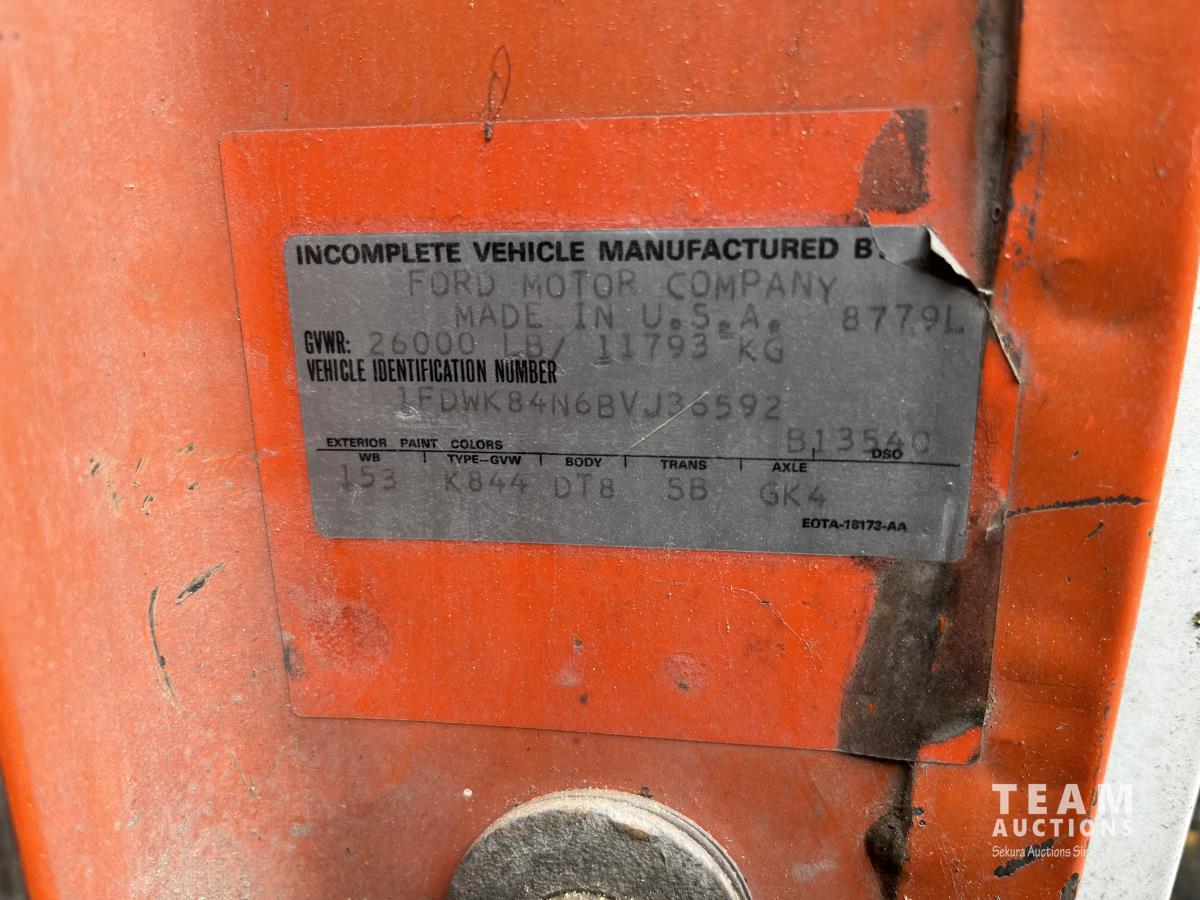 INCOMPLETE VEHICLE MANUFACTURED
FORD MOTOR COMPANY
MADE IN U.S.A. 8779L
GVWR: 26000 LB/ 11793 KG
VEHICLE IDENTIFICATION NUMBER
1FDWK84N6BVJ36592
B13540
EXTERIOR PAINT COLORS DSO
WB TYPE-GVW BODY TRANS AXLE
153 K844 DT8 SB GK4
EOTA-18173-AA
TEAM
AUCTIONS
Sekura Auctions